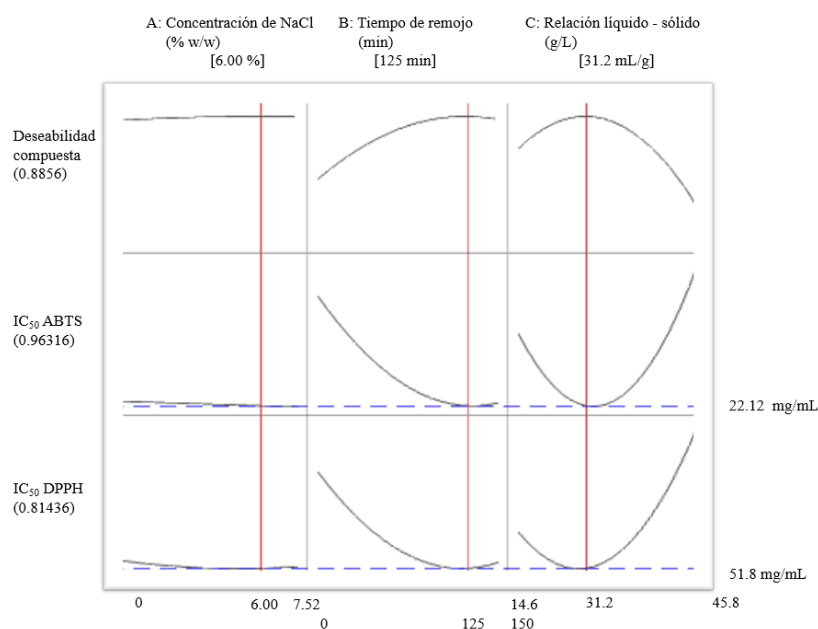 A: Concentración de NaCl
(% w/w)
[6.00 %]
B: Tiempo de remojo
(min)
[125 min]
C: Relación líquido - sólido
(g/L)
[31.2 mL/g]
Deseabilidad
compuesta
(0.8856)
IC50 ABTS
(0.96316)
22.12 mg/mL
IC50 DPPH
(0.81436)
51.8 mg/mL
0 6.00 7.52 14.6 31.2 45.8
0 125 150